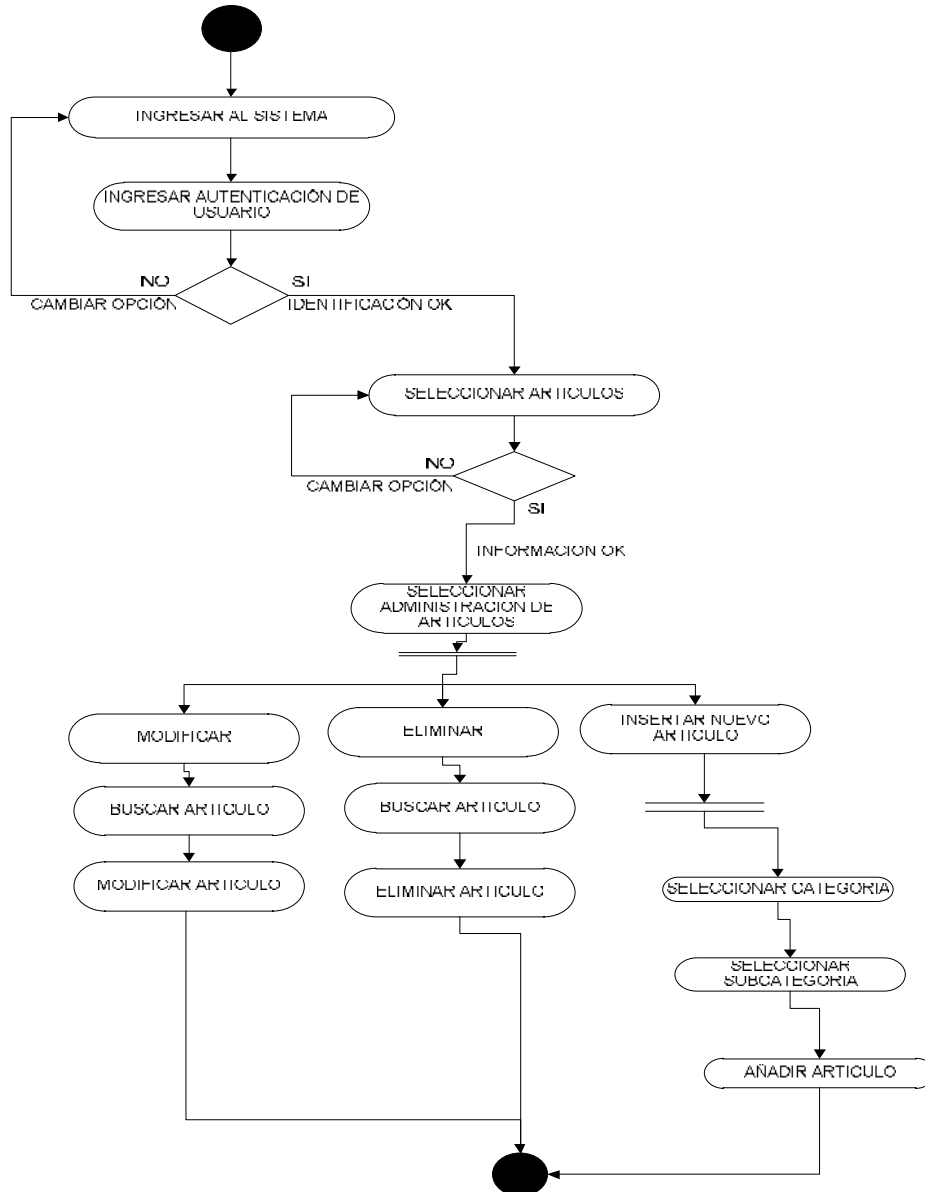 INGRESAR AL SISTEMA
INGRESAR AUTENTICACIÓN DE
USUARIO
NO
SI
CAMBIAR OPCIÓN
IDENTIFICACIÓN OK
SELECCIONAR ARTICULOS
NO
CAMBIAR OPCIÓN
SI
INFORMACION OK
SELECCIONAR
ADMINISTRACION DE
ARTICULOS
MODIFICAR
ELIMINAR
INSERTAR NUEVO
ARTICULO
BUSCAR ARTICULO
BUSCAR ARTICULO
MODIFICAR ARTICULO
ELIMINAR ARTICULO
SELECCIONAR CATEGORIA
SELECCIONAR
SUBCATEGORIA
AÑADIR ARTICULO